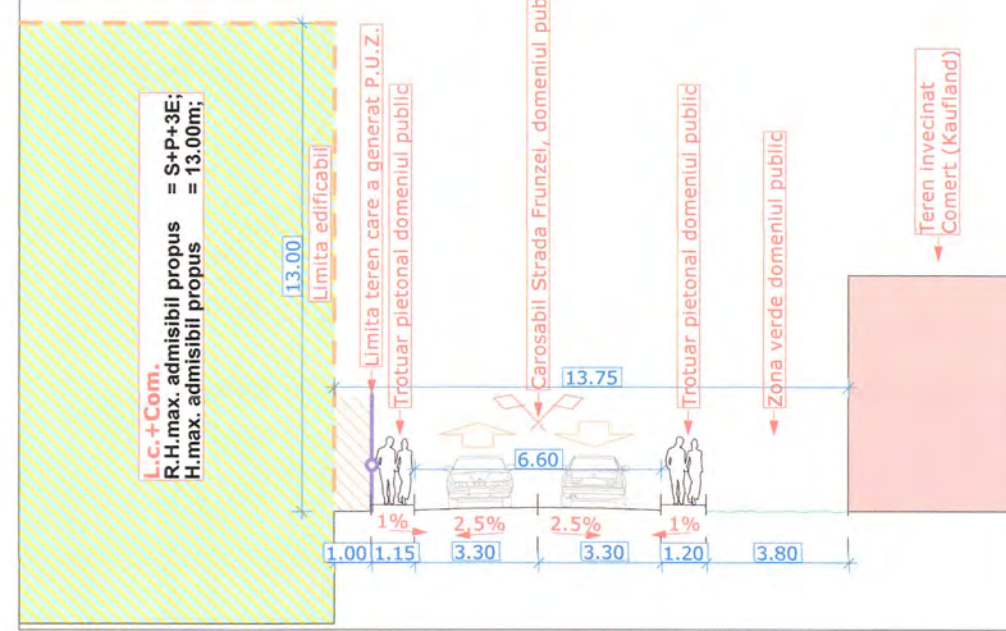 L.c.+Com.
R.H.max. admisibil propus = S+P+3E;
H.max. admisibil propus = 13.00m;
13.00
Limita edificabil
Limita teren care a generat P.U.Z.
Trotuar pietonal domeniul public
Carosabil Strada Frunzei, domeniul pub
Trotuar pietonal domeniul public
Zona verde domeniul public
Teren invecinat
Comert (Kaufland)
13.75
6.60
1% 2,5% 2.5% 1%
1.00 1.15 3.30 3.30 1.20 3.80